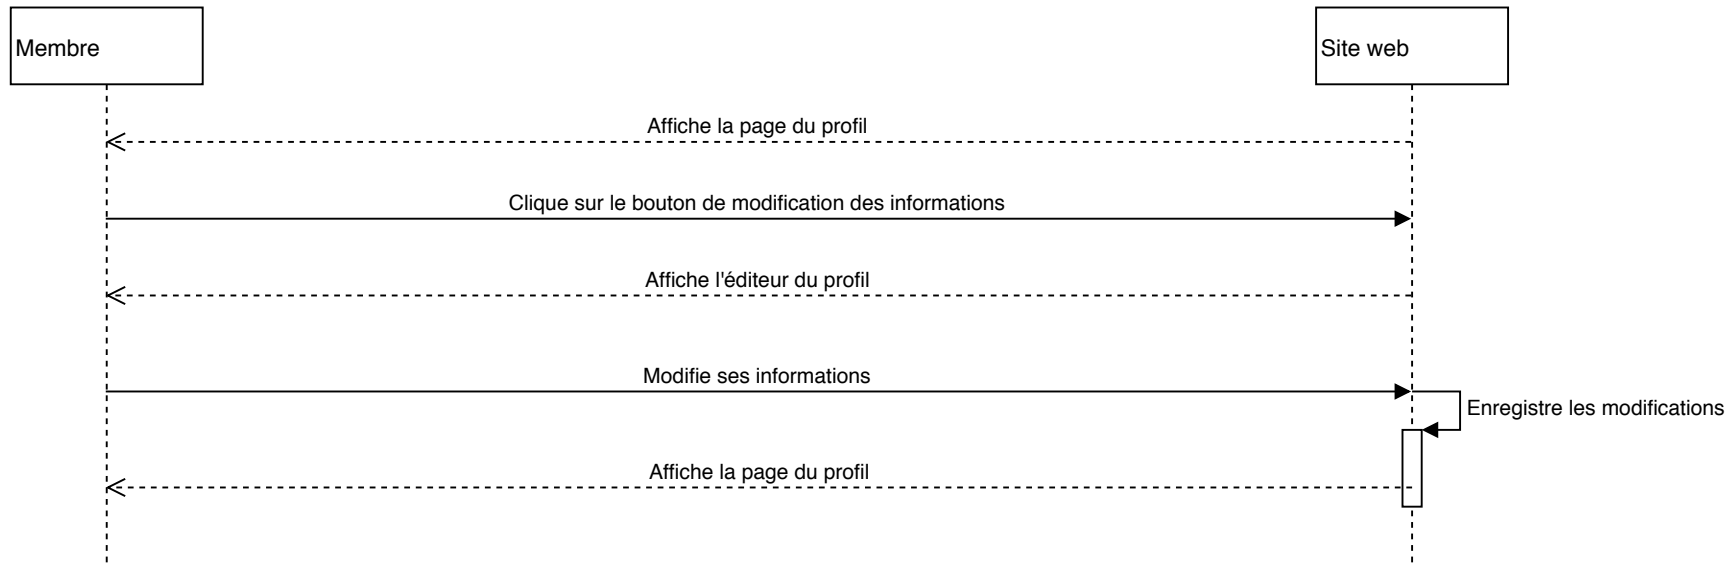 Membre
Site web
Affiche la page du profil
Clique sur le bouton de modification des informations
Affiche l'éditeur du profil
Modifie ses informations
Enregistre les modifications
Affiche la page du profil